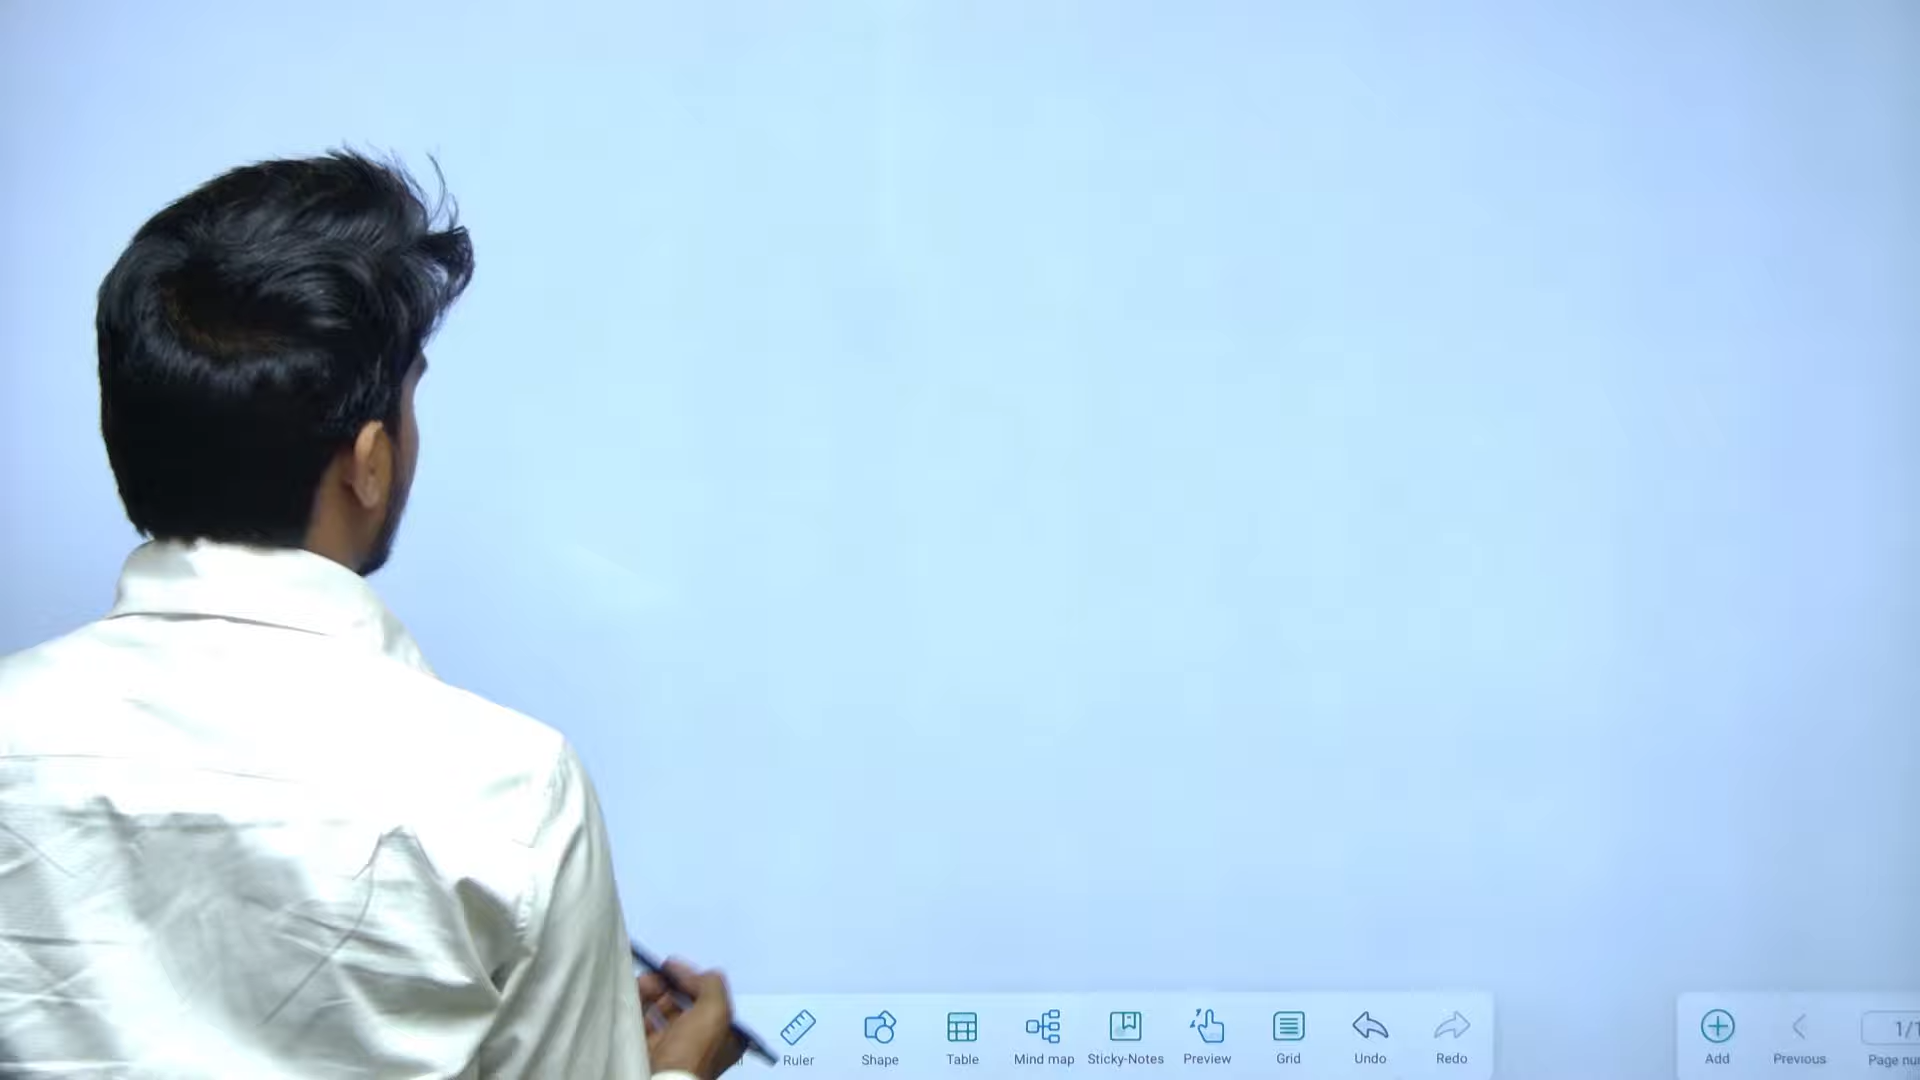 Ruler
Shape
Table
Mind map
Sticky-Notes
Preview
Grid
Undo
Redo
Add
Previous
1/1